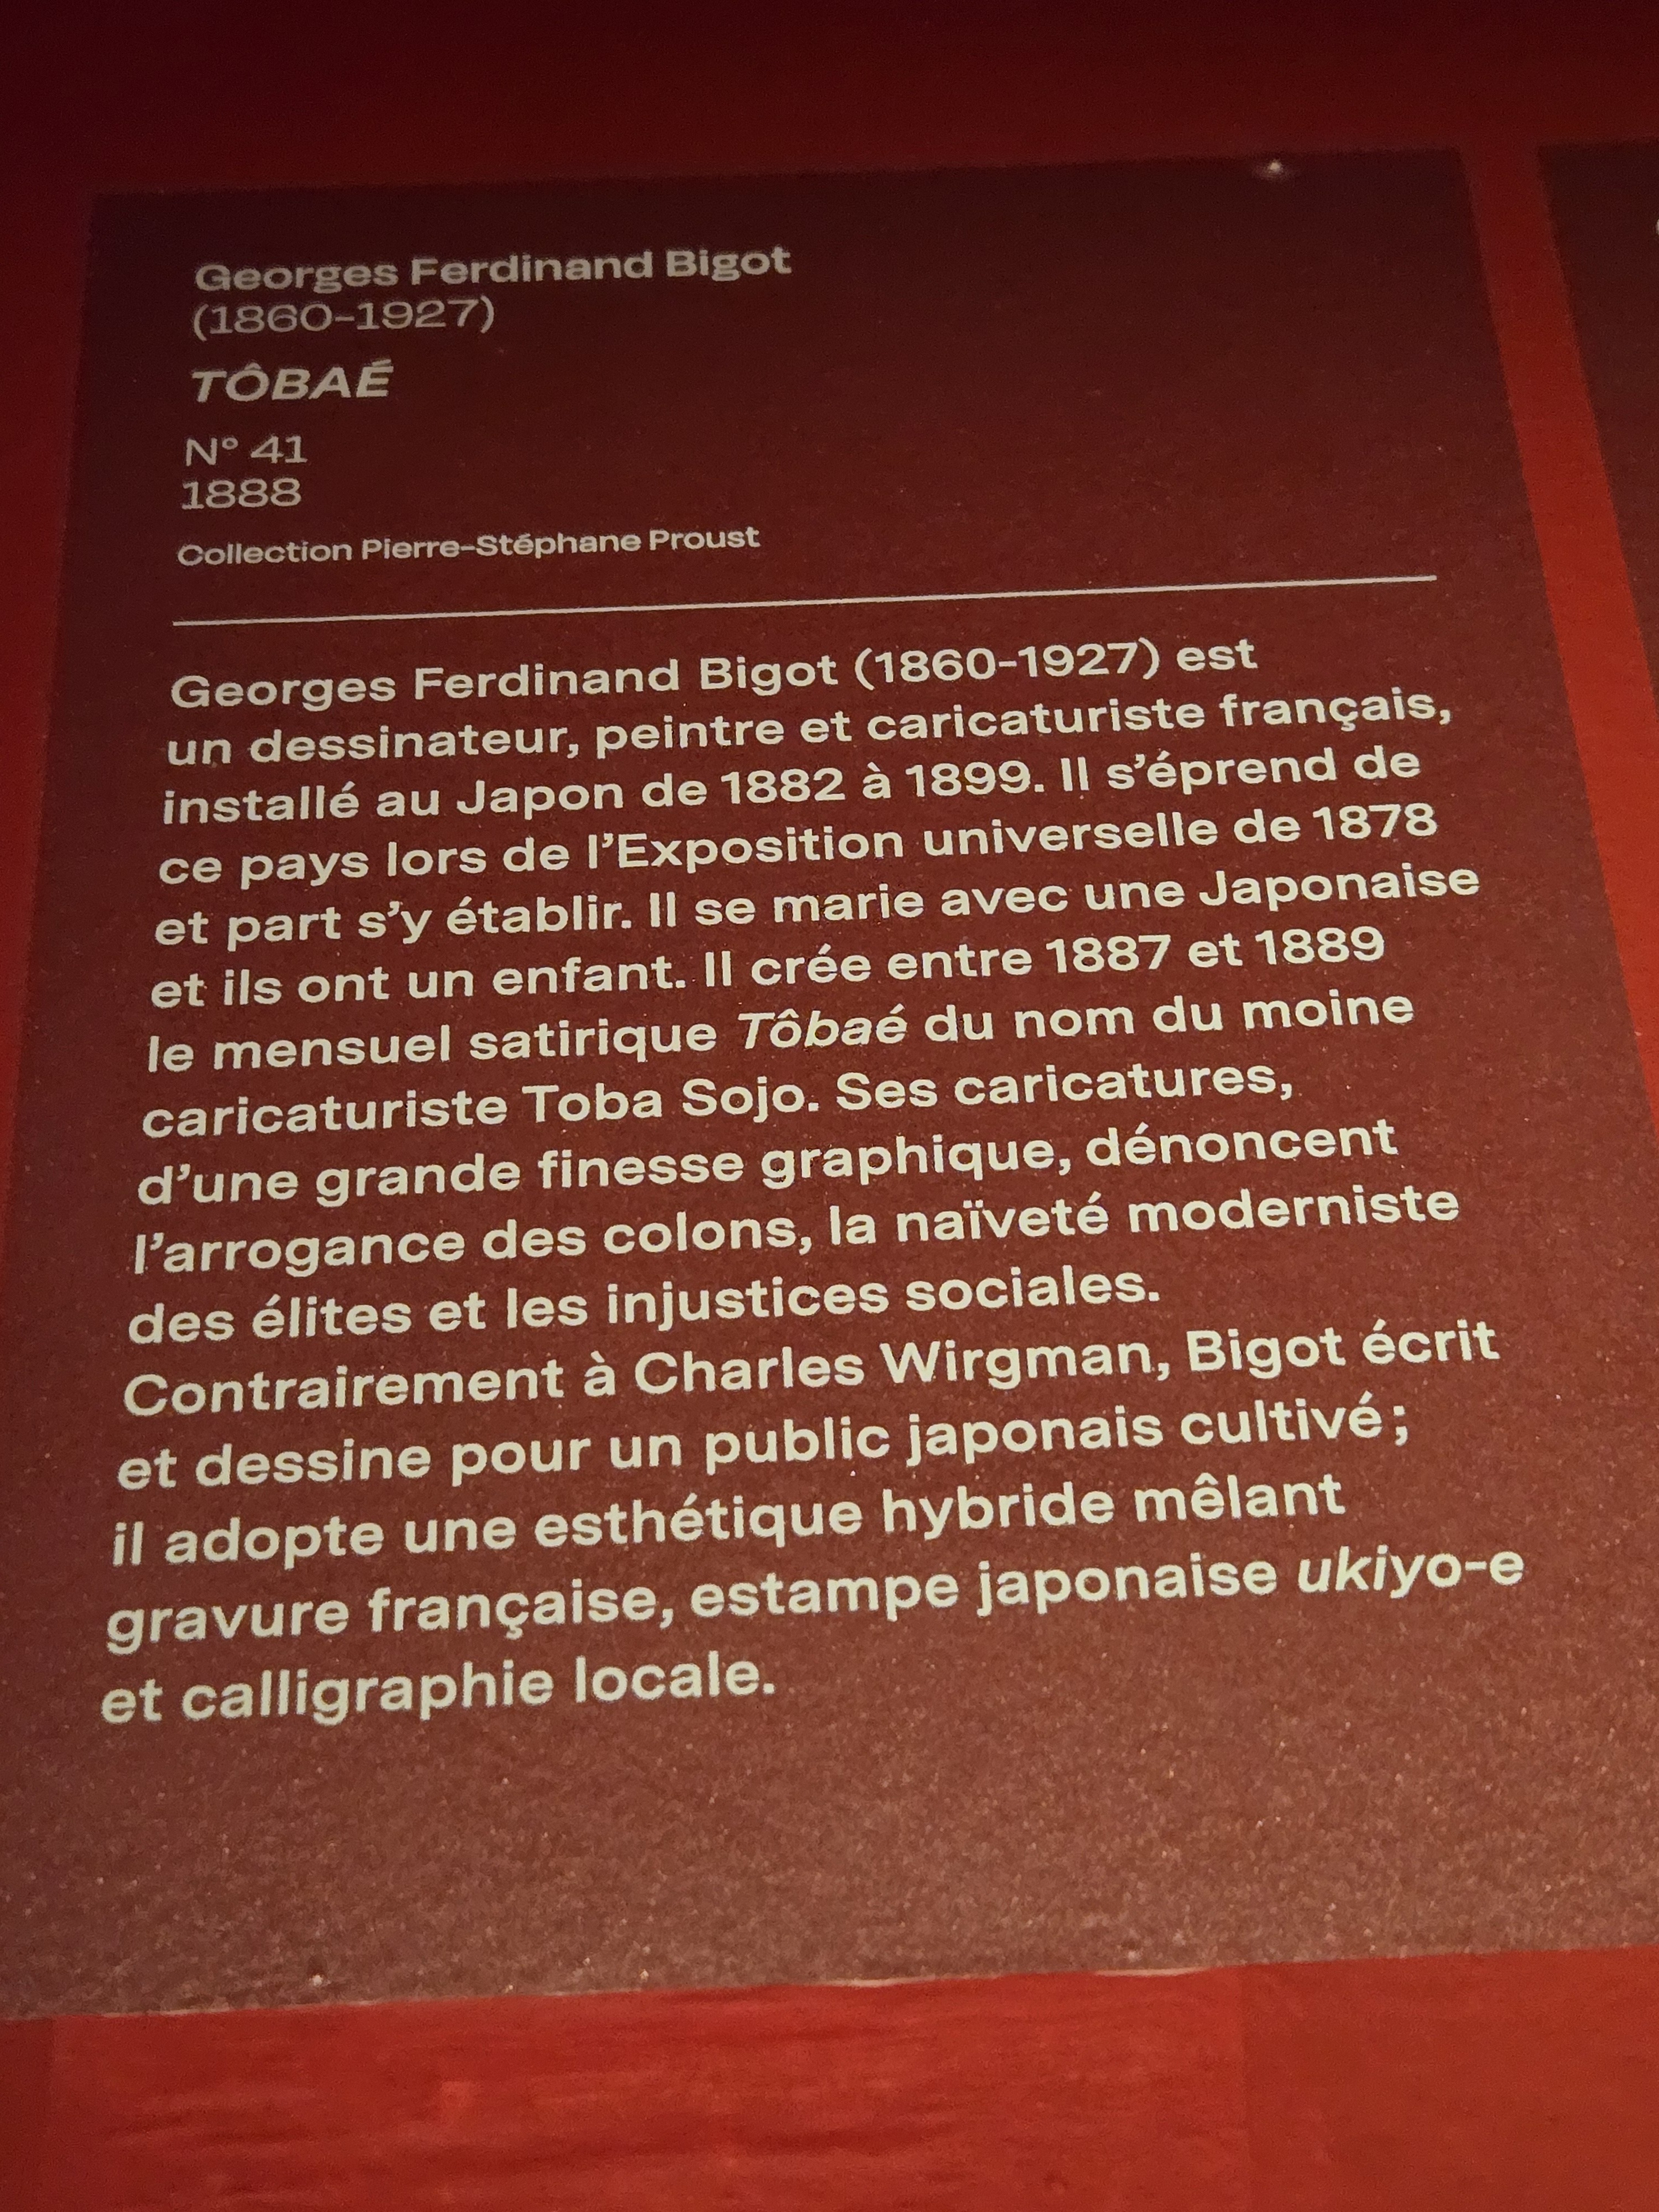 Georges Ferdinand Bigot
(1860-1927)
TÔBAÉ
N° 41
1888
Collection Pierre-Stéphane Proust
Georges Ferdinand Bigot (1860-1927) est
un dessinateur, peintre et caricaturiste français,
installé au Japon de 1882 à 1899. Il s’éprend de
ce pays lors de l’Exposition universelle de 1878
et part s’y établir. Il se marie avec une Japonaise
et ils ont un enfant. Il crée entre 1887 et 1889
le mensuel satirique Tôbaé du nom du moine
caricaturiste Toba Sojo. Ses caricatures,
d’une grande finesse graphique, dénoncent
l’arrogance des colons, la naïveté moderniste
des élites et les injustices sociales.
Contrairement à Charles Wirgman, Bigot écrit
et dessine pour un public japonais cultivé ;
il adopte une esthétique hybride mêlant
gravure française, estampe japonaise ukiyo-e
et calligraphie locale.